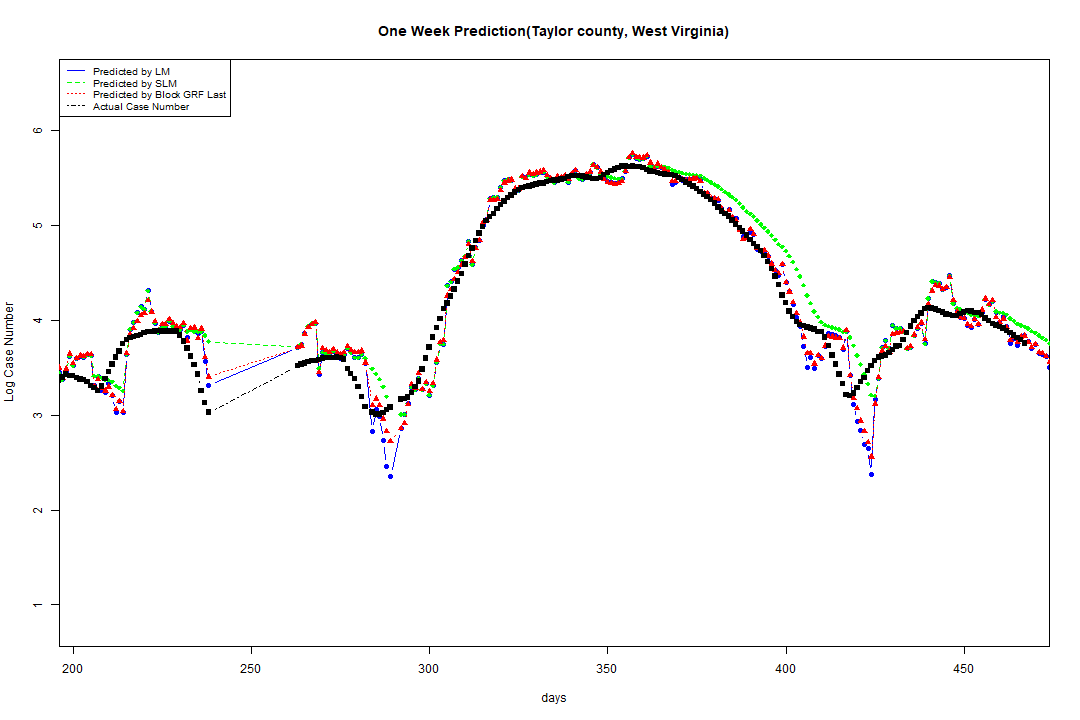 One Week Prediction(Taylor county, West Virginia)
Predicted by LM
Predicted by SLM
Predicted by Block GRF Last
Actual Case Number
6
5
4
3
2
1
Log Case Number
200 250 300 350 400 450
days